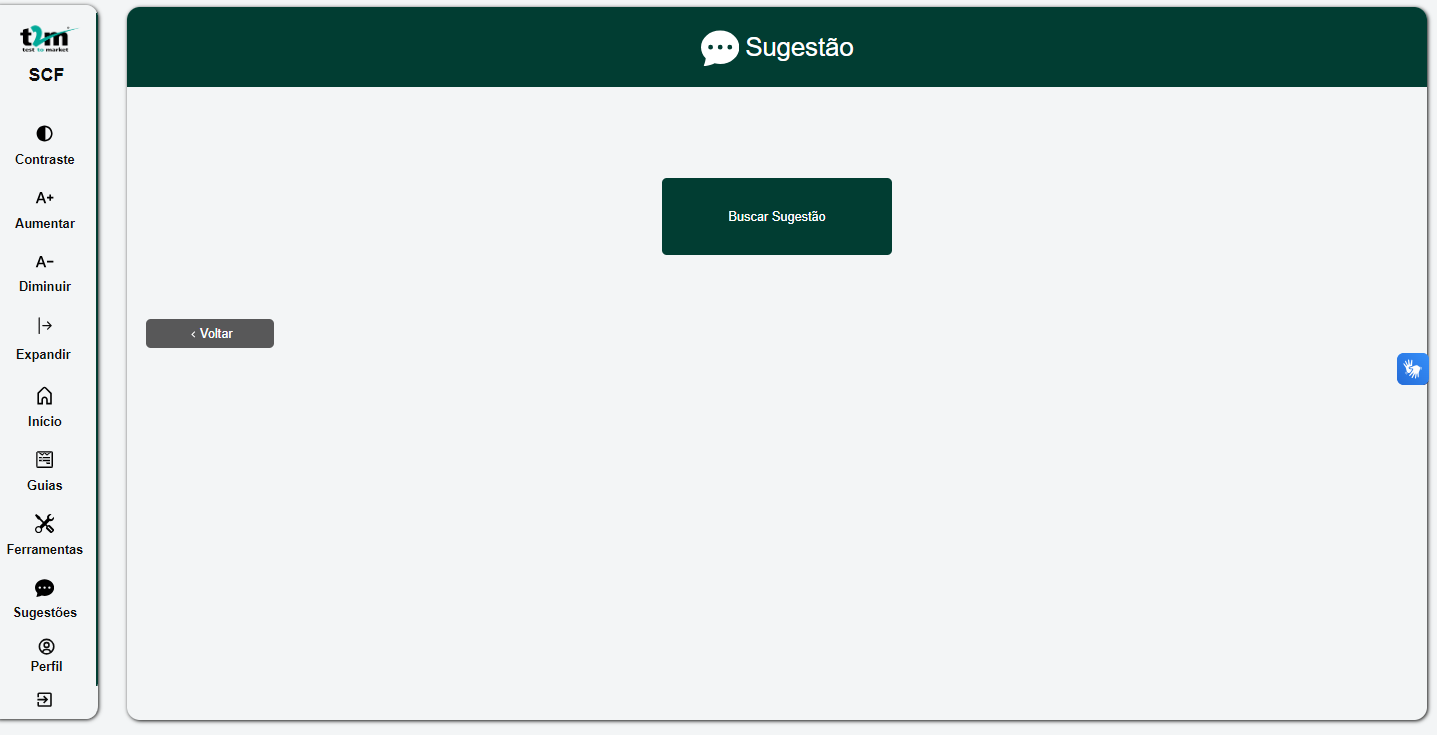 t2m
test to market
SCF
Contraste
A+
Aumentar
A-
Diminuir
Expandir
Início
Guias
Ferramentas
Sugestões
Perfil
Sugestão
Buscar Sugestão
‹ Voltar